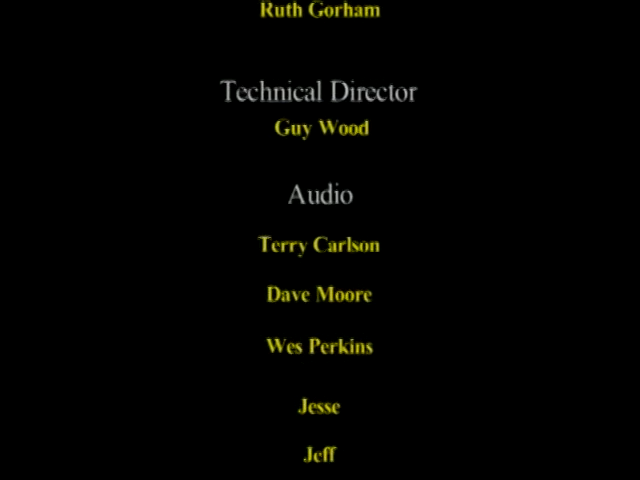 Ruth Gorham
Technical Director
Guy Wood
Audio
Terry Carlson
Dave Moore
Wes Perkins
Jesse
Jeff